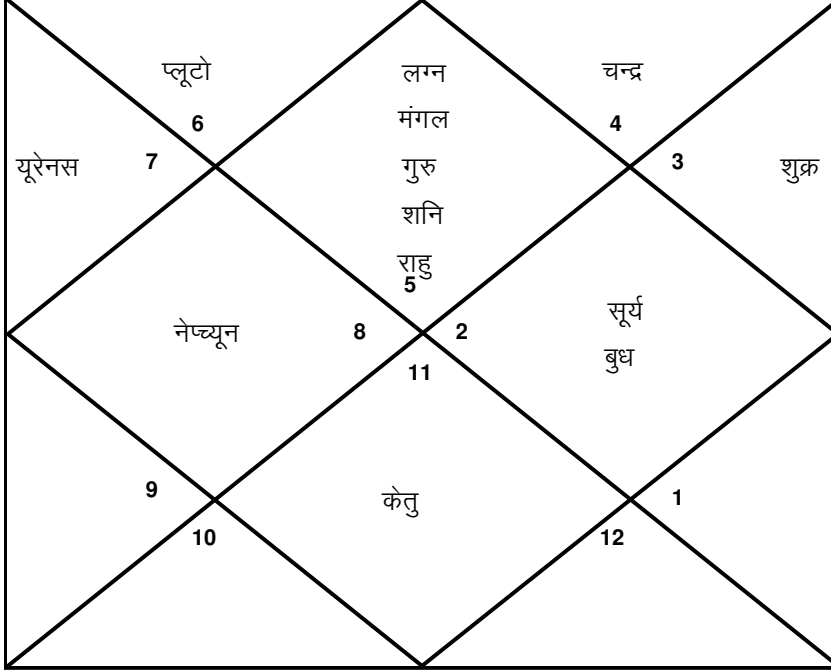 प्लूटो
लग्न
चन्द्र
मंगल
6
4
यूरेनस
7
गुरु
3
शुक्र
शनि
राहु
5
सूर्य
नेप्च्यून
8
2
बुध
11
9
केतु
1
10
12